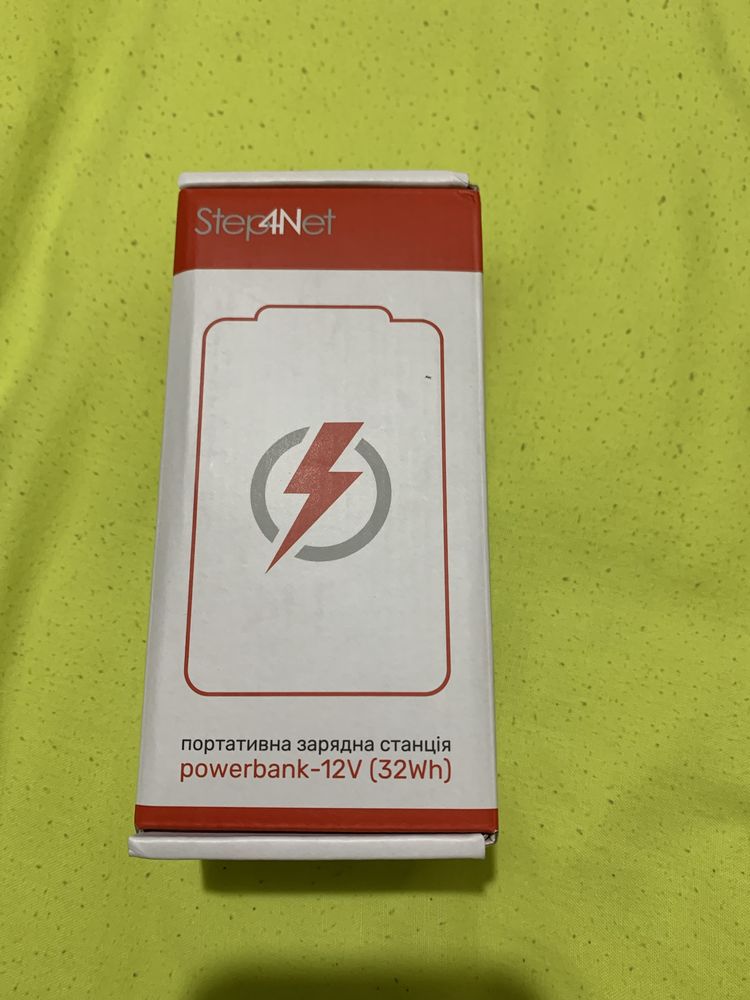 Step4Net
портативна зарядна станція
powerbank-12V (32Wh)